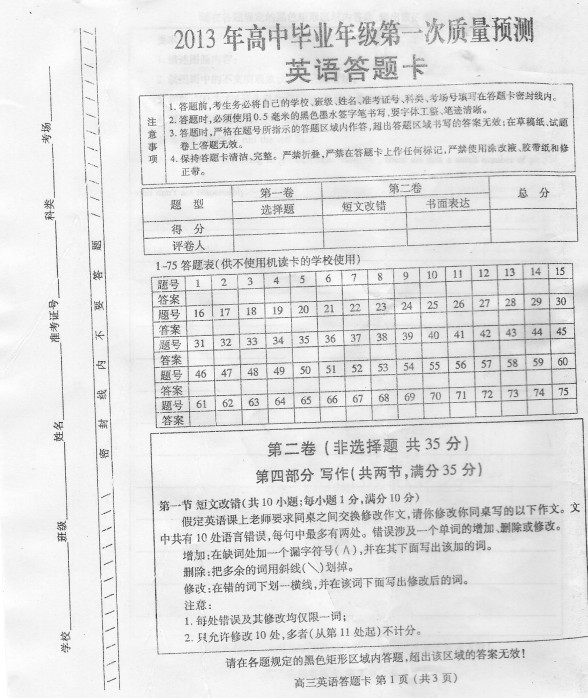 2013年高中毕业年级第一次质量预测
英语答题卡
注意事项
1. 答题前,考生务必将自己的学校、班级、姓名、准考证号、科类、考场号填写在答题卡密封线内。
2. 答题时,必须使用0.5毫米的黑色墨水签字笔书写,要字体工整、笔迹清晰。
3. 答题时,严格在题号所指示的答题区域内作答,超出答题区域书写的答案无效;在草稿纸、试题
卷上答题无效。
4. 保持答题卡清洁、完整。严禁折叠,严禁在答题卡上作任何标记,严禁使用涂改液、胶带纸和修
正带。
题 型 第一卷 第二卷 总 分
选择题 短文改错 书面表达
得 分
评卷人
1-75答题表(供不使用机读卡的学校使用)
题号 1 2 3 4 5 6 7 8 9 10 11 12 13 14 15
答案
题号 16 17 18 19 20 21 22 23 24 25 26 27 28 29 30
答案
题号 31 32 33 34 35 36 37 38 39 40 41 42 43 44 45
答案
题号 46 47 48 49 50 51 52 53 54 55 56 57 58 59 60
答案
题号 61 62 63 64 65 66 67 68 69 70 71 72 73 74 75
答案
第二卷(非选择题 共35分)
第四部分 写作(共两节,满分35分)
第一节 短文改错(共10小题;每小题1分,满分10分)
假定英语课上老师要求同桌之间交换修改作文,请你修改你同桌写的以下作文。文
中共有10处语言错误,每句中最多有两处。错误涉及一个单词的增加、删除或修改。
增加:在缺词处加一个漏字符号(∧),并在其下面写出该加的词。
删除:把多余的词用斜线(\)划掉。
修改:在错的词下划一横线,并在该词下面写出修改后的词。
注意:
1. 每处错误及其修改均仅限一词;
2. 只允许修改10处,多者(从第11处起)不计分。
请在各题规定的黑色矩形区域内答题,超出该区域的答案无效!
高三英语答题卡 第1页(共3页)
学校 班级 姓名 准考证号 科类 考场
密 封 线 内 不 要 答 题